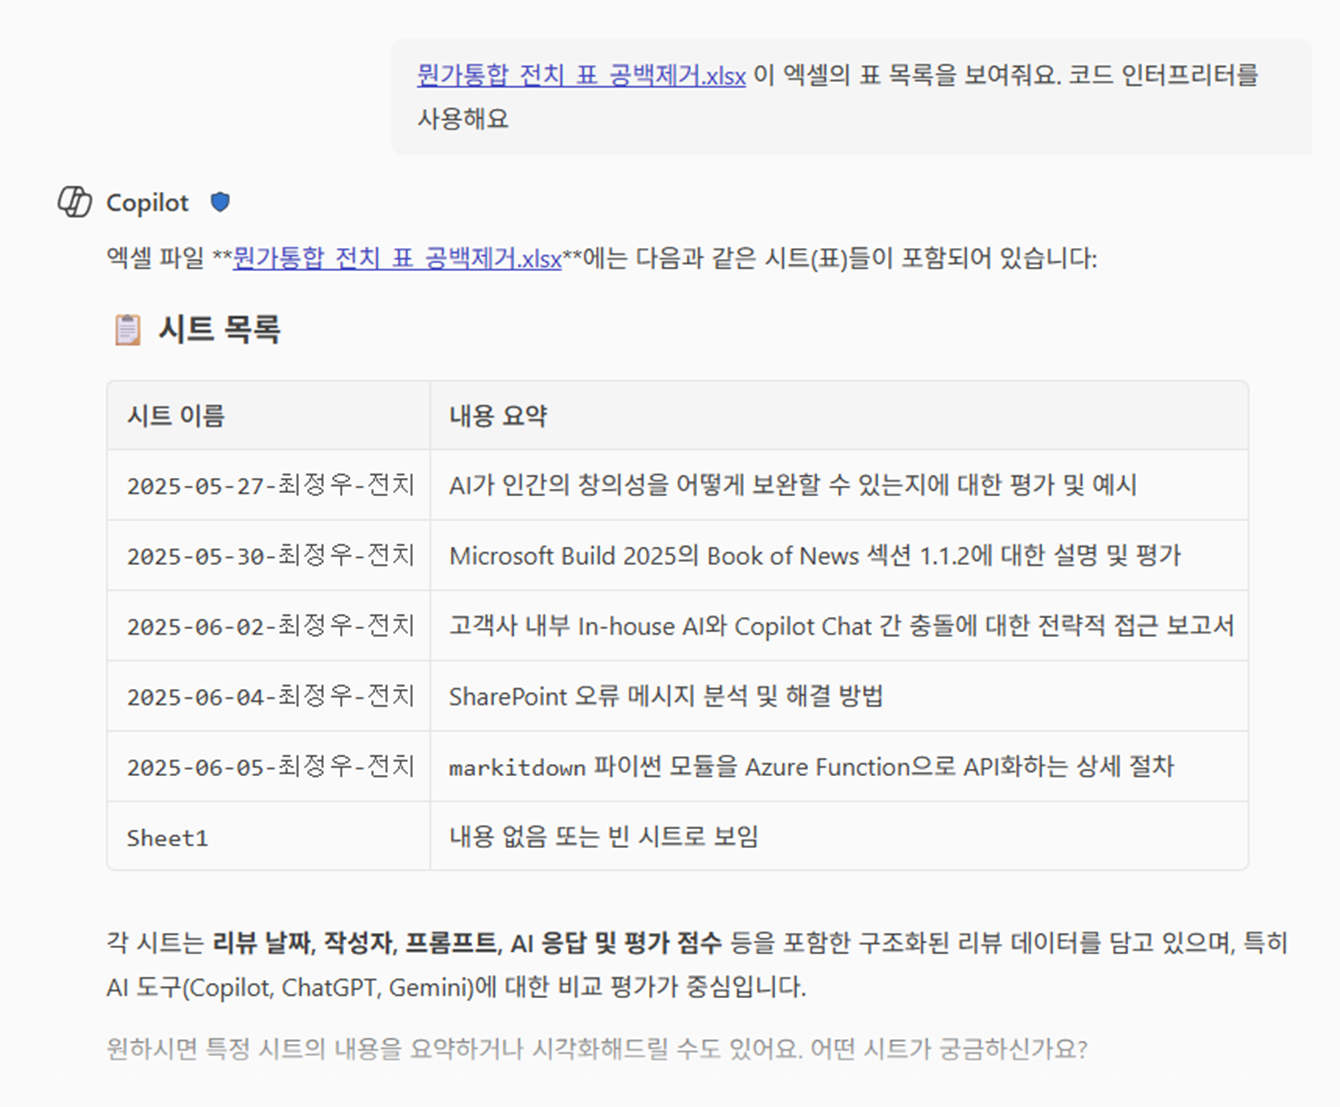 뭔가통합_전치_표_공백제거.xlsx 이 엑셀의 표 목록을 보여줘요. 코드 인터프리터를
사용해요
Copilot
엑셀 파일 **뭔가통합_전치_표_공백제거.xlsx**에는 다음과 같은 시트(표)들이 포함되어 있습니다:
시트 목록
시트 이름 내용 요약
2025-05-27-최정우-전치 AI가 인간의 창의성을 어떻게 보완할 수 있는지에 대한 평가 및 예시
2025-05-30-최정우-전치 Microsoft Build 2025의 Book of News 섹션 1.1.2에 대한 설명 및 평가
2025-06-02-최정우-전치 고객사 내부 In-house AI와 Copilot Chat 간 충돌에 대한 전략적 접근 보고서
2025-06-04-최정우-전치 SharePoint 오류 메시지 분석 및 해결 방법
2025-06-05-최정우-전치 markitdown 파이썬 모듈을 Azure Function으로 API화하는 상세 절차
Sheet1 내용 없음 또는 빈 시트로 보임
각 시트는 리뷰 날짜, 작성자, 프롬프트, AI 응답 및 평가 점수 등을 포함한 구조화된 리뷰 데이터를 담고 있으며, 특히
AI 도구(Copilot, ChatGPT, Gemini)에 대한 비교 평가가 중심입니다.
원하시면 특정 시트의 내용을 요약하거나 시각화해드릴 수도 있어요. 어떤 시트가 궁금하신가요?